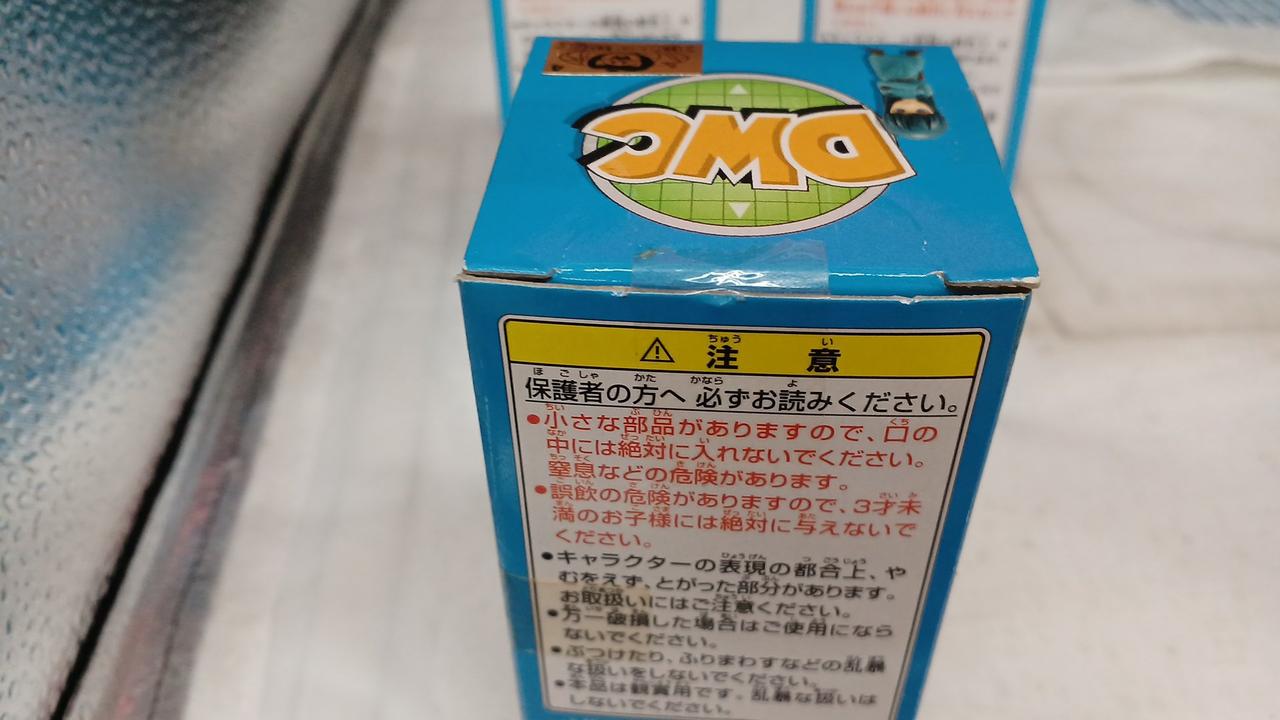 DWC
注意
保護者の方へ 必ずお読みください。
●小さな部品がありますので、口の
中には絶対に入れないでください。
窒息などの危険があります。
●誤飲の危険がありますので、3才未
満のお子様には絶対に与えないで
ください。
●キャラクターの表現の都合上、や
むをえず、とがった部分があります。
お取扱いにはご注意ください。
●万一破損した場合はご使用になら
ないでください。
●ぶつけたり、ふりまわすなどの乱暴
な扱いをしないでください。
●本品は観賞用です。乱暴な扱いは
しないでください。